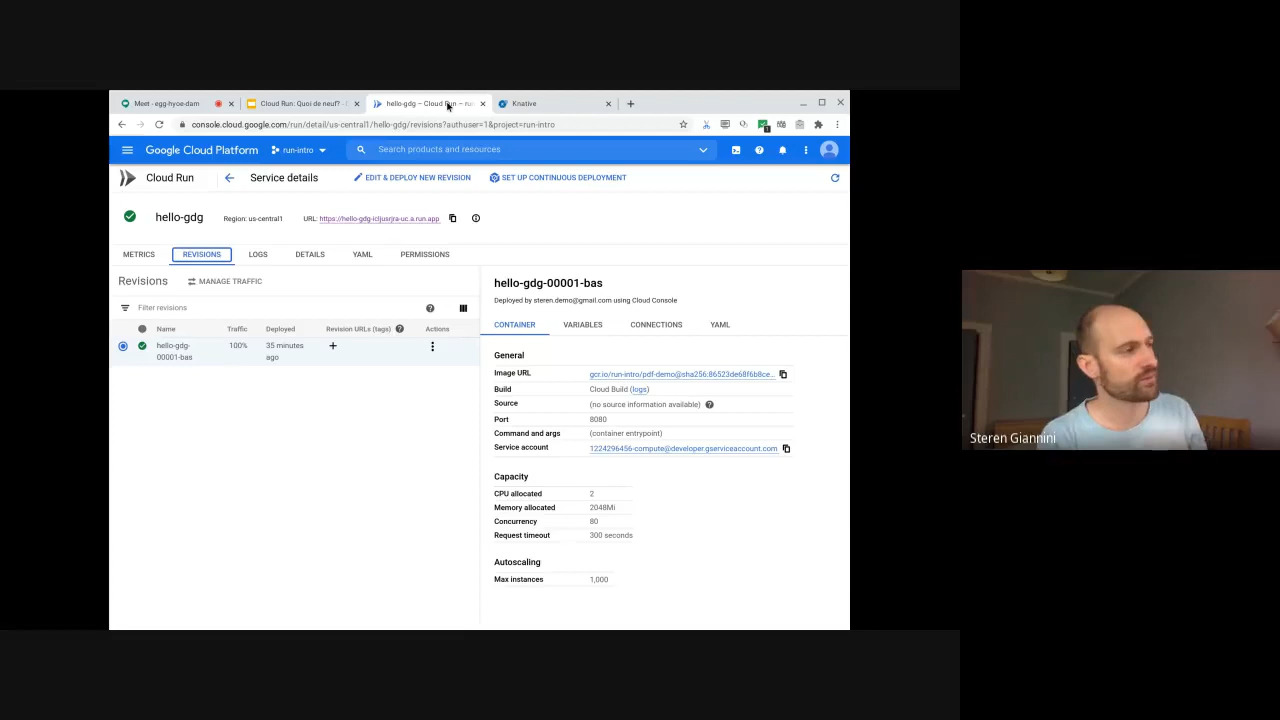 Meet - egg-hyoe-dam
Cloud Run: Quoi de neuf? -
hello-gdg – Cloud Run – run
Knative
console.cloud.google.com/run/detail/us-central1/hello-gdg/revisions?authuser=1&project=run-intro
Google Cloud Platform
run-intro
Search products and resources
Cloud Run
Service details
EDIT & DEPLOY NEW REVISION
SET UP CONTINUOUS DEPLOYMENT
hello-gdg
Region: us-central1
URL: https://hello-gdg-icljusrjra-uc.a.run.app
METRICS
REVISIONS
LOGS
DETAILS
YAML
PERMISSIONS
Revisions
MANAGE TRAFFIC
Filter revisions
Name
Traffic
Deployed
Revision URLs (tags)
Actions
hello-gdg-
00001-bas
100%
35 minutes
ago
hello-gdg-00001-bas
Deployed by steren.demo@gmail.com using Cloud Console
CONTAINER
VARIABLES
CONNECTIONS
YAML
General
Image URL
gcr.io/run-intro/pdf-demo@sha256:86523de68f6b8ce...
Build
Cloud Build (logs)
Source
(no source information available)
Port
8080
Command and args
(container entrypoint)
Service account
1224296456-compute@developer.gserviceaccount.com
Capacity
CPU allocated
2
Memory allocated
2048Mi
Concurrency
80
Request timeout
300 seconds
Autoscaling
Max instances
1,000
Steren Giannini